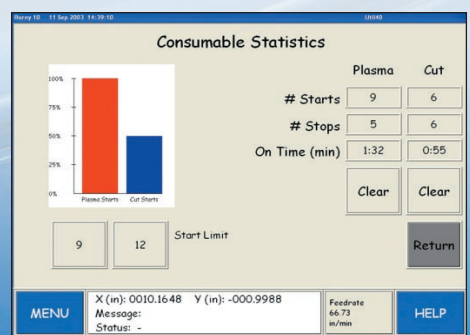 Burny 10 11 Sep 2003 14:39:10 Util40
Consumable Statistics
Plasma Cut
# Starts 9 6
# Stops 5 6
On Time (min) 1:32 0:55
Clear Clear
100%
75%
50%
25%
0%
Plasma Starts Cut Starts
9 12 Start Limit
Return
MENU
X (in): 0010.1648 Y (in): -000.9988
Message:
Status: -
Feedrate
66.73
in/min
HELP